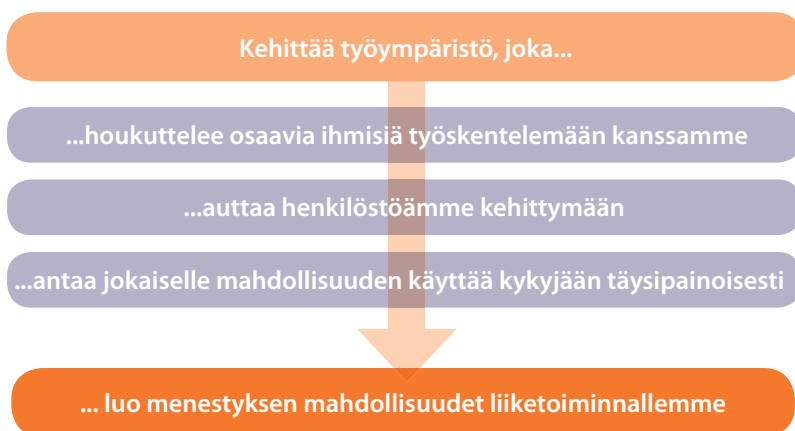 Kehittää työympäristö, joka...
...houkuttelee osaavia ihmisiä työskentelemään kanssamme
...auttaa henkilöstöämme kehittymään
...antaa jokaiselle mahdollisuuden käyttää kykyjään täysipainoisesti
... luo menestyksen mahdollisuudet liiketoiminnallemme